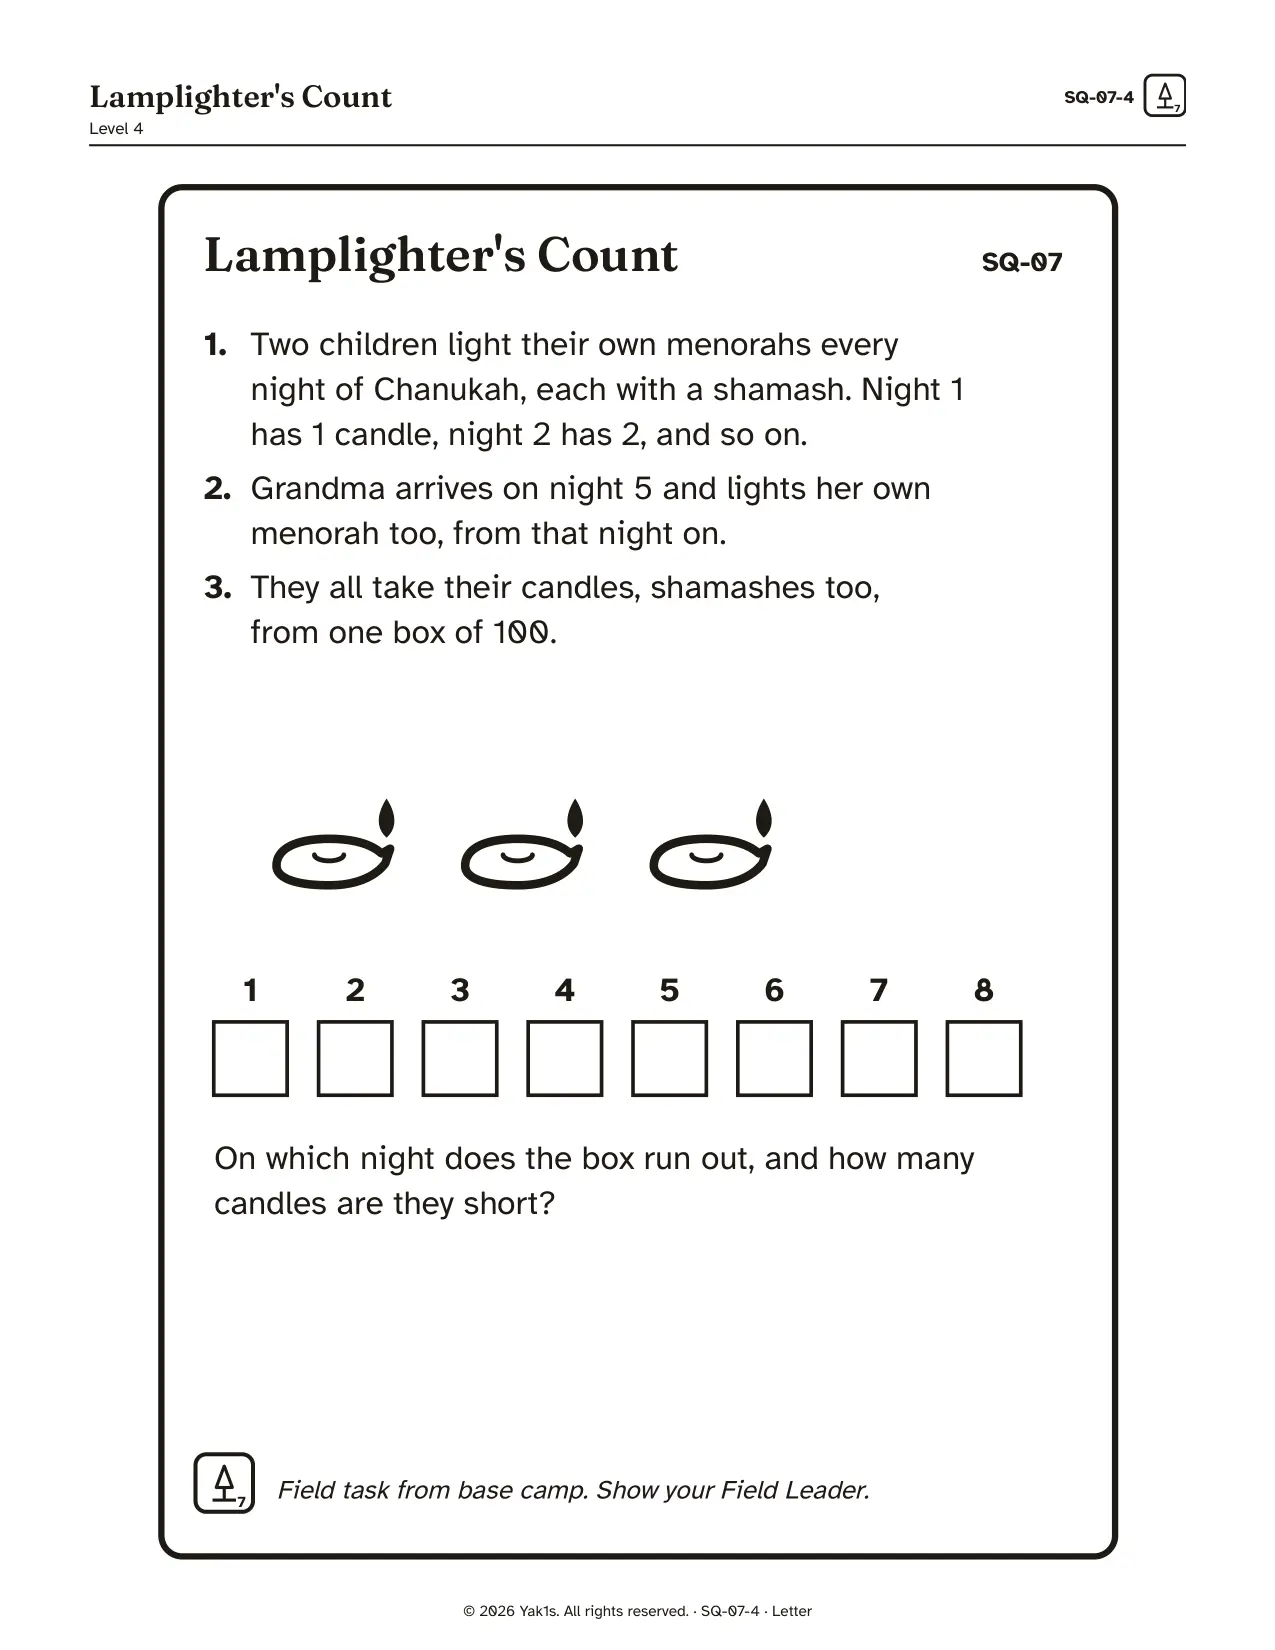 Lamplighter's Count
SQ-07-4
7
Level 4
Lamplighter's Count
SQ-07
1. Two children light their own menorahs every
night of Chanukah, each with a shamash. Night 1
has 1 candle, night 2 has 2, and so on.
2. Grandma arrives on night 5 and lights her own
menorah too, from that night on.
3. They all take their candles, shamashes too,
from one box of 100.
1 2 3 4 5 6 7 8
On which night does the box run out, and how many
candles are they short?
7
Field task from base camp. Show your Field Leader.
© 2026 Yak1s. All rights reserved. · SQ-07-4 · Letter